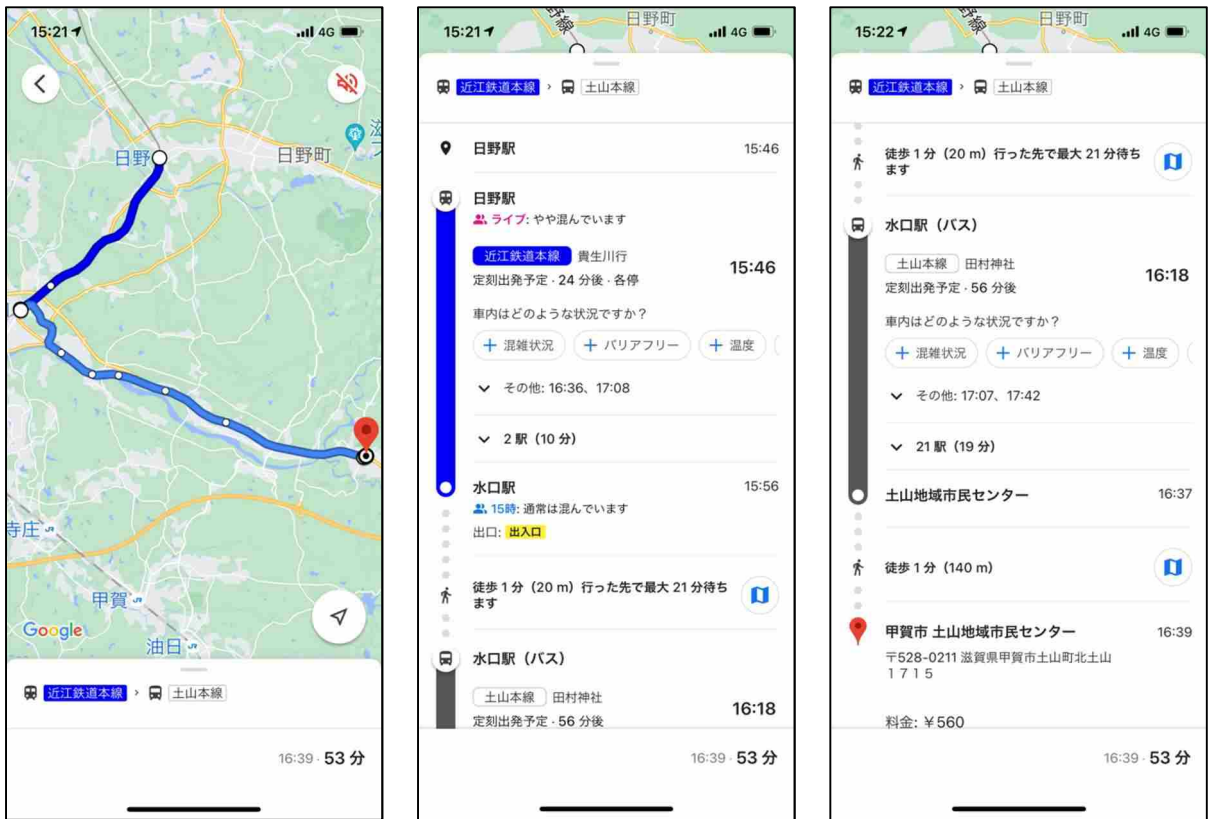 15:21
4G
日野
日野町
寺庄
甲賀
Google
油日
近江鉄道本線
土山本線
16:39 · 53 分
15:21
4G
日野町
近江鉄道本線
土山本線
日野駅 15:46
日野駅
ライブ: やや混んでいます
近江鉄道本線 貴生川行
15:46
定刻出発予定 · 24 分後 · 各停
車内はどのような状況ですか？
混雑状況
バリアフリー
温度
その他: 16:36、17:08
2 駅（10 分）
水口駅 15:56
15時: 通常は混んでいます
出口: 出入口
徒歩 1 分（20 m）行った先で最大 21 分待ち
ます
水口駅（バス）
土山本線 田村神社
16:18
定刻出発予定 · 56 分後
16:39 · 53 分
15:22
4G
日野町
近江鉄道本線
土山本線
徒歩 1 分（20 m）行った先で最大 21 分待ち
ます
水口駅（バス）
土山本線 田村神社
16:18
定刻出発予定 · 56 分後
車内はどのような状況ですか？
混雑状況
バリアフリー
温度
その他: 17:07、17:42
21 駅（19 分）
土山地域市民センター 16:37
徒歩 1 分（140 m）
甲賀市 土山地域市民センター 16:39
〒528-0211 滋賀県甲賀市土山町北土山
１７１５
料金: ￥560
16:39 · 53 分